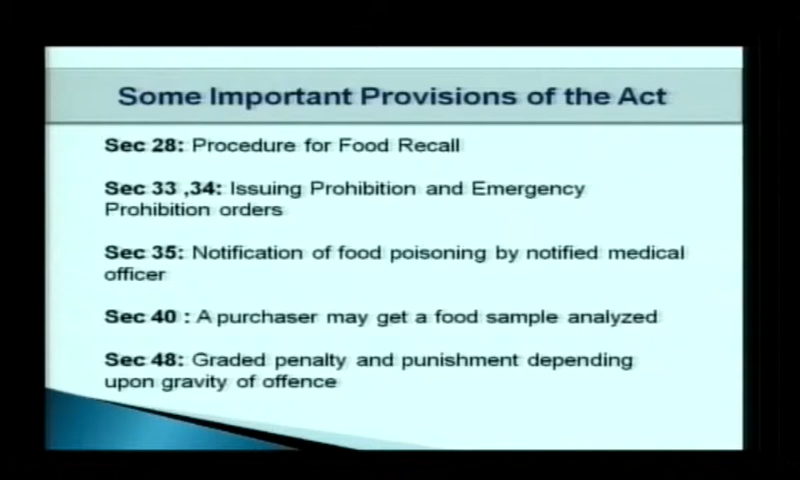 Some Important Provisions of the Act
Sec 28: Procedure for Food Recall
Sec 33 ,34: Issuing Prohibition and Emergency
Prohibition orders
Sec 35: Notification of food poisoning by notified medical
officer
Sec 40 : A purchaser may get a food sample analyzed
Sec 48: Graded penalty and punishment depending
upon gravity of offence